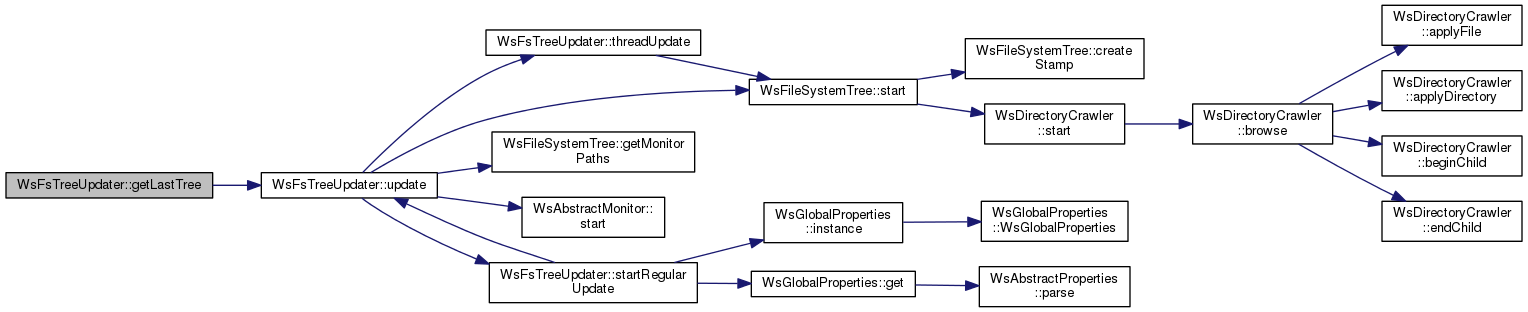 WsFsTreeUpdater::getLastTree
WsFsTreeUpdater::update
WsFsTreeUpdater::threadUpdate
WsFileSystemTree::getMonitor
Paths
WsAbstractMonitor::
start
WsFsTreeUpdater::startRegular
Update
WsFileSystemTree::start
WsGlobalProperties
::instance
WsGlobalProperties::get
WsFileSystemTree::create
Stamp
WsDirectoryCrawler
::start
WsGlobalProperties
::WsGlobalProperties
WsAbstractProperties
::parse
WsDirectoryCrawler
::browse
WsDirectoryCrawler
::applyFile
WsDirectoryCrawler
::applyDirectory
WsDirectoryCrawler
::beginChild
WsDirectoryCrawler
::endChild